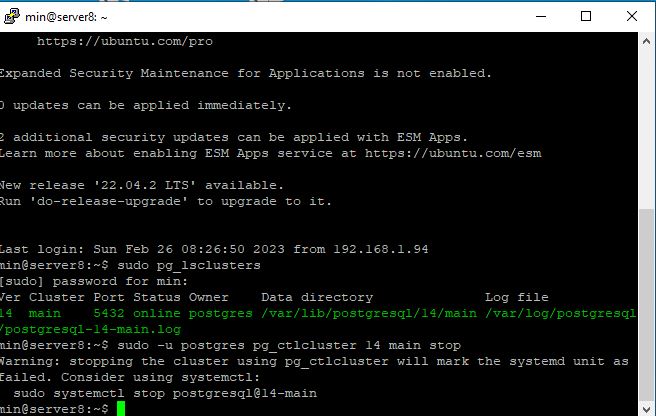 min@server8: ~
https://ubuntu.com/pro
Expanded Security Maintenance for Applications is not enabled.
0 updates can be applied immediately.
2 additional security updates can be applied with ESM Apps.
Learn more about enabling ESM Apps service at https://ubuntu.com/esm
New release '22.04.2 LTS' available.
Run 'do-release-upgrade' to upgrade to it.
Last login: Sun Feb 26 08:26:50 2023 from 192.168.1.94
min@server8:~$ sudo pg_lsclusters
[sudo] password for min:
Ver Cluster Port Status Owner    Data directory              Log file
14  main    5432 online postgres /var/lib/postgresql/14/main /var/log/postgresql
/postgresql-14-main.log
min@server8:~$ sudo -u postgres pg_ctlcluster 14 main stop
Warning: stopping the cluster using pg_ctlcluster will mark the systemd unit as
failed. Consider using systemctl:
  sudo systemctl stop postgresql@14-main
min@server8:~$